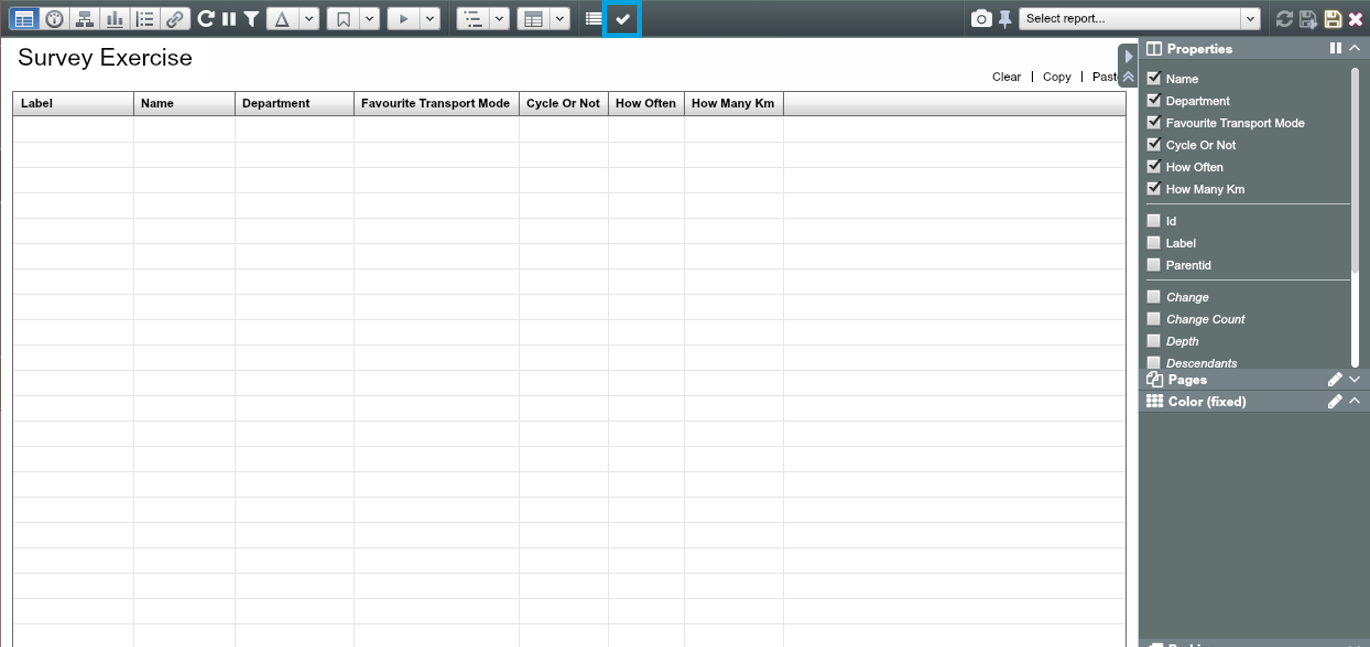 Select report...
Survey Exercise
Clear | Copy | Paste
Label Name Department Favourite Transport Mode Cycle Or Not How Often How Many Km
Properties
Name
Department
Favourite Transport Mode
Cycle Or Not
How Often
How Many Km
Id
Label
Parentid
Change
Change Count
Depth
Descendants
Pages
Color (fixed)